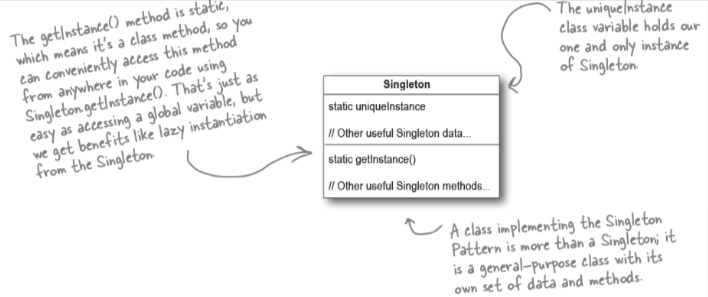 The getInstance() method is static,
which means it's a class method, so you
can conveniently access this method
from anywhere in your code using
Singleton.getInstance(). That's just as
easy as accessing a global variable, but
we get benefits like lazy instantiation
from the Singleton.
The uniqueInstance
class variable holds our
one and only instance
of Singleton.
Singleton
static uniqueInstance
// Other useful Singleton data...
static getInstance()
// Other useful Singleton methods...
A class implementing the Singleton
Pattern is more than a Singleton; it
is a general-purpose class with its
own set of data and methods.